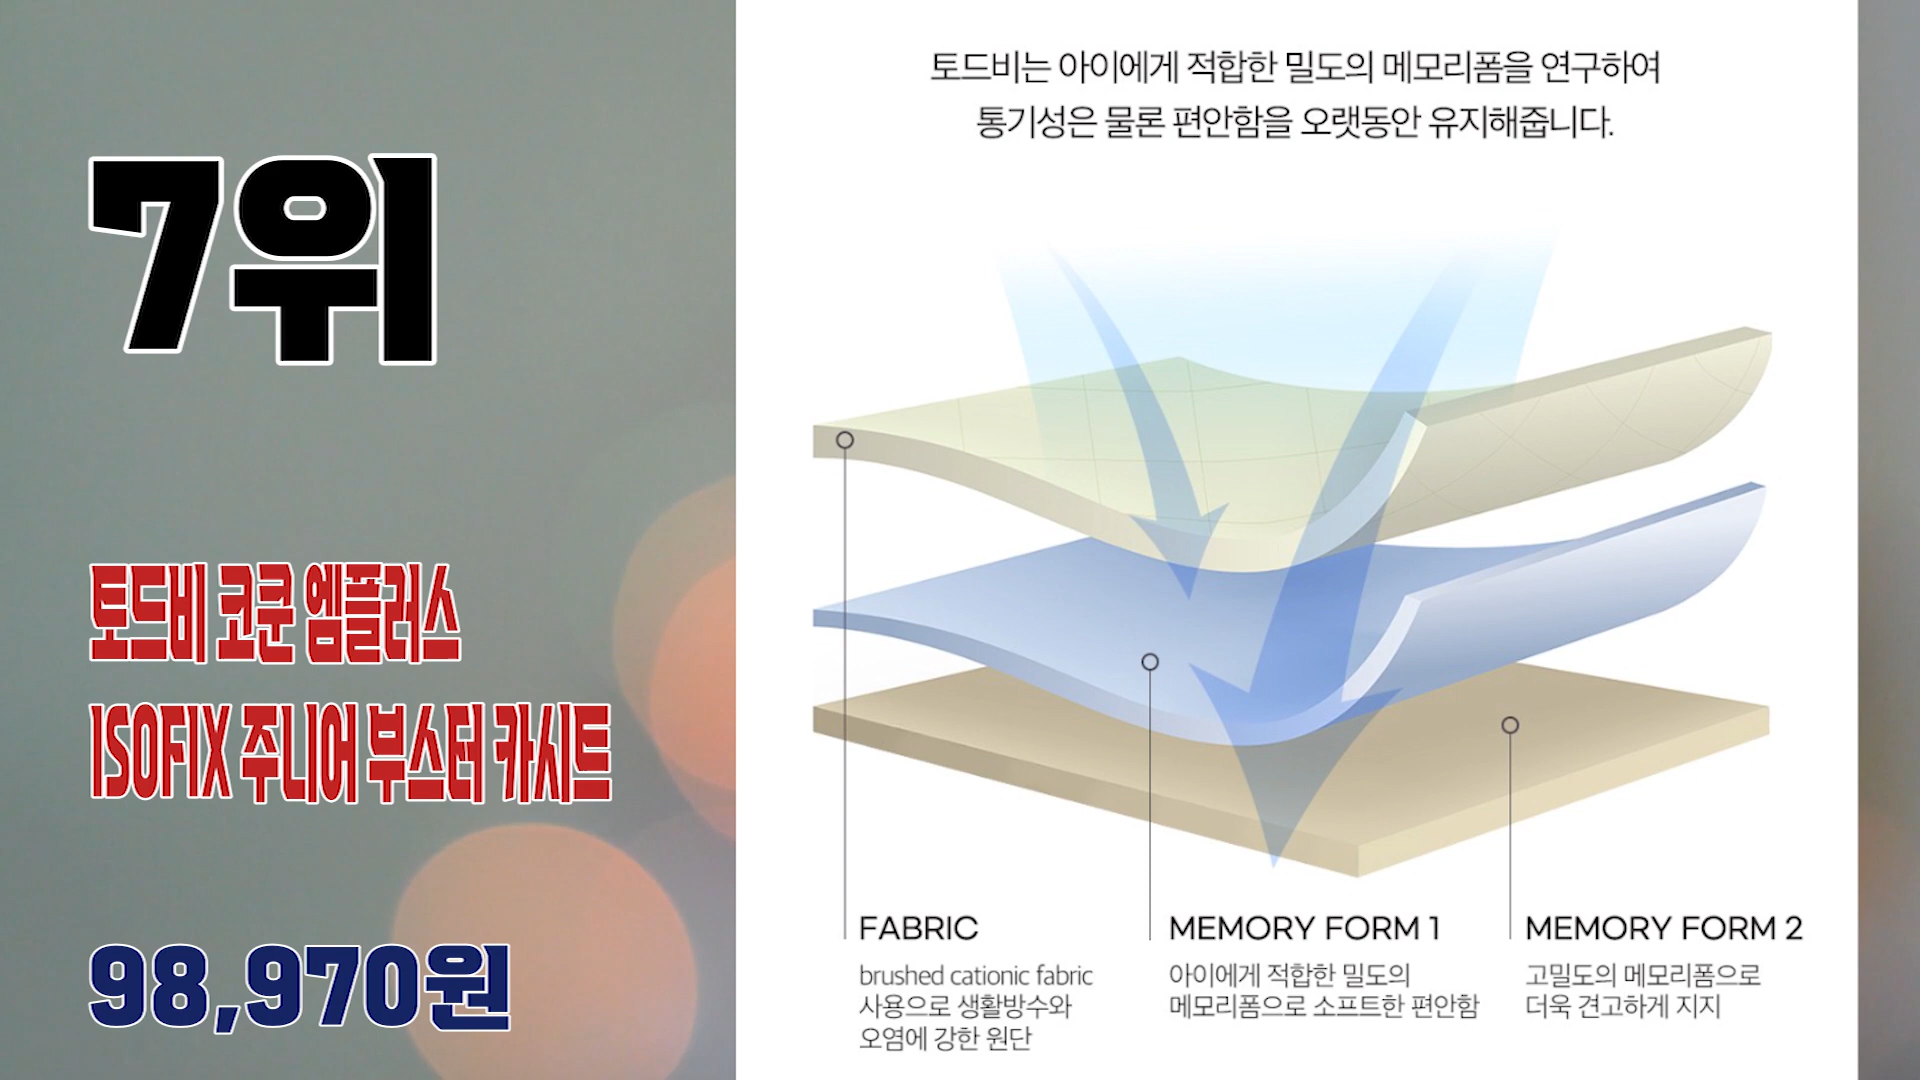 7위
토드비 코쿤 엠플러스
ISOFIX 주니어 부스터 카시트
98,970원
토드비는 아이에게 적합한 밀도의 메모리폼을 연구하여
통기성은 물론 편안함을 오랫동안 유지해줍니다.
FABRIC
brushed cationic fabric
사용으로 생활방수와
오염에 강한 원단
MEMORY FORM 1
아이에게 적합한 밀도의
메모리폼으로 소프트한 편안함
MEMORY FORM 2
고밀도의 메모리폼으로
더욱 견고하게 지지